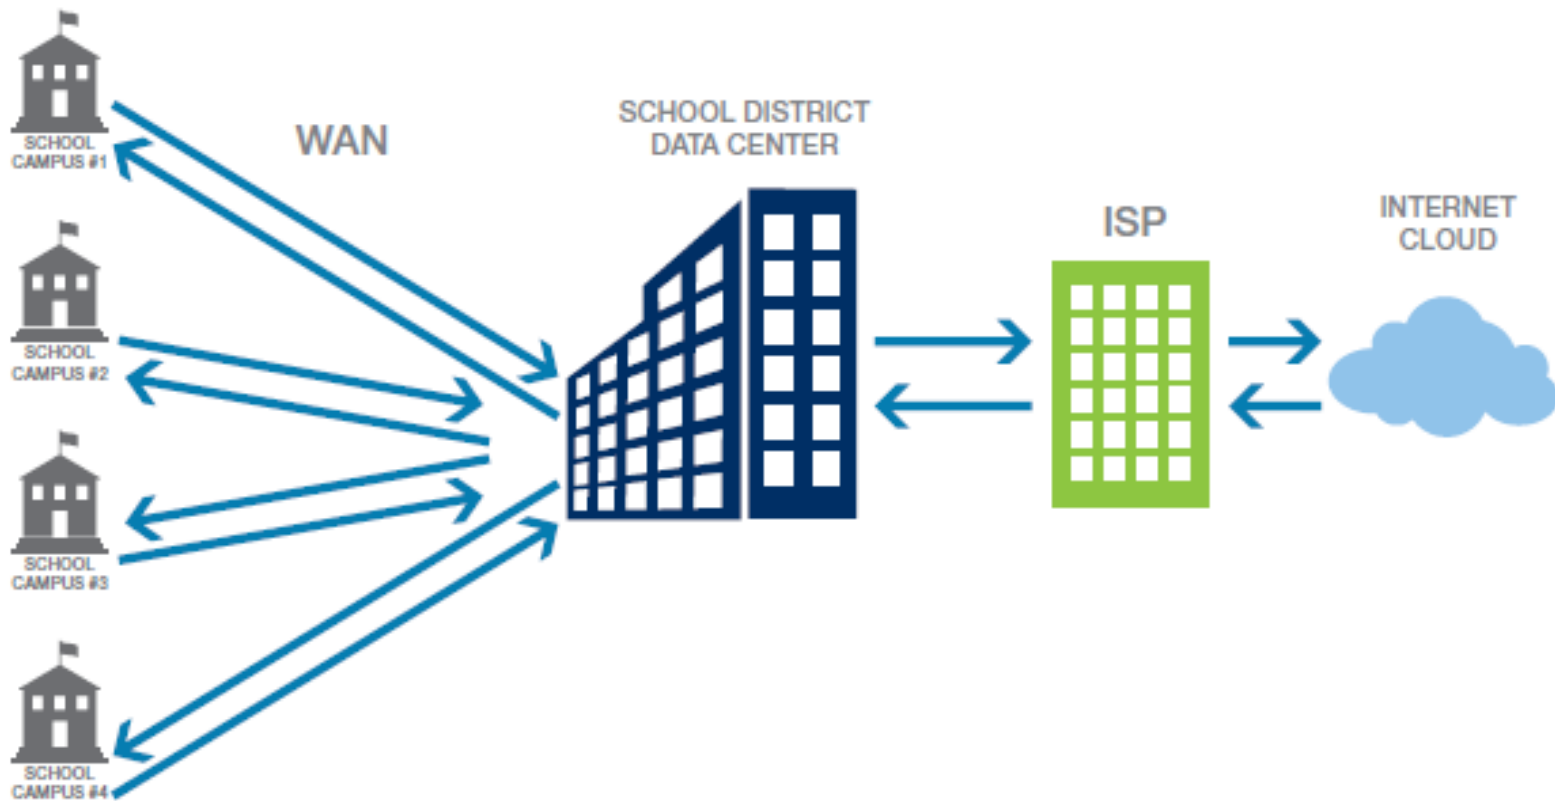 SCHOOL
CAMPUS #1
WAN
SCHOOL DISTRICT
DATA CENTER
ISP
INTERNET
CLOUD
SCHOOL
CAMPUS #2
SCHOOL
CAMPUS #3
SCHOOL
CAMPUS #4